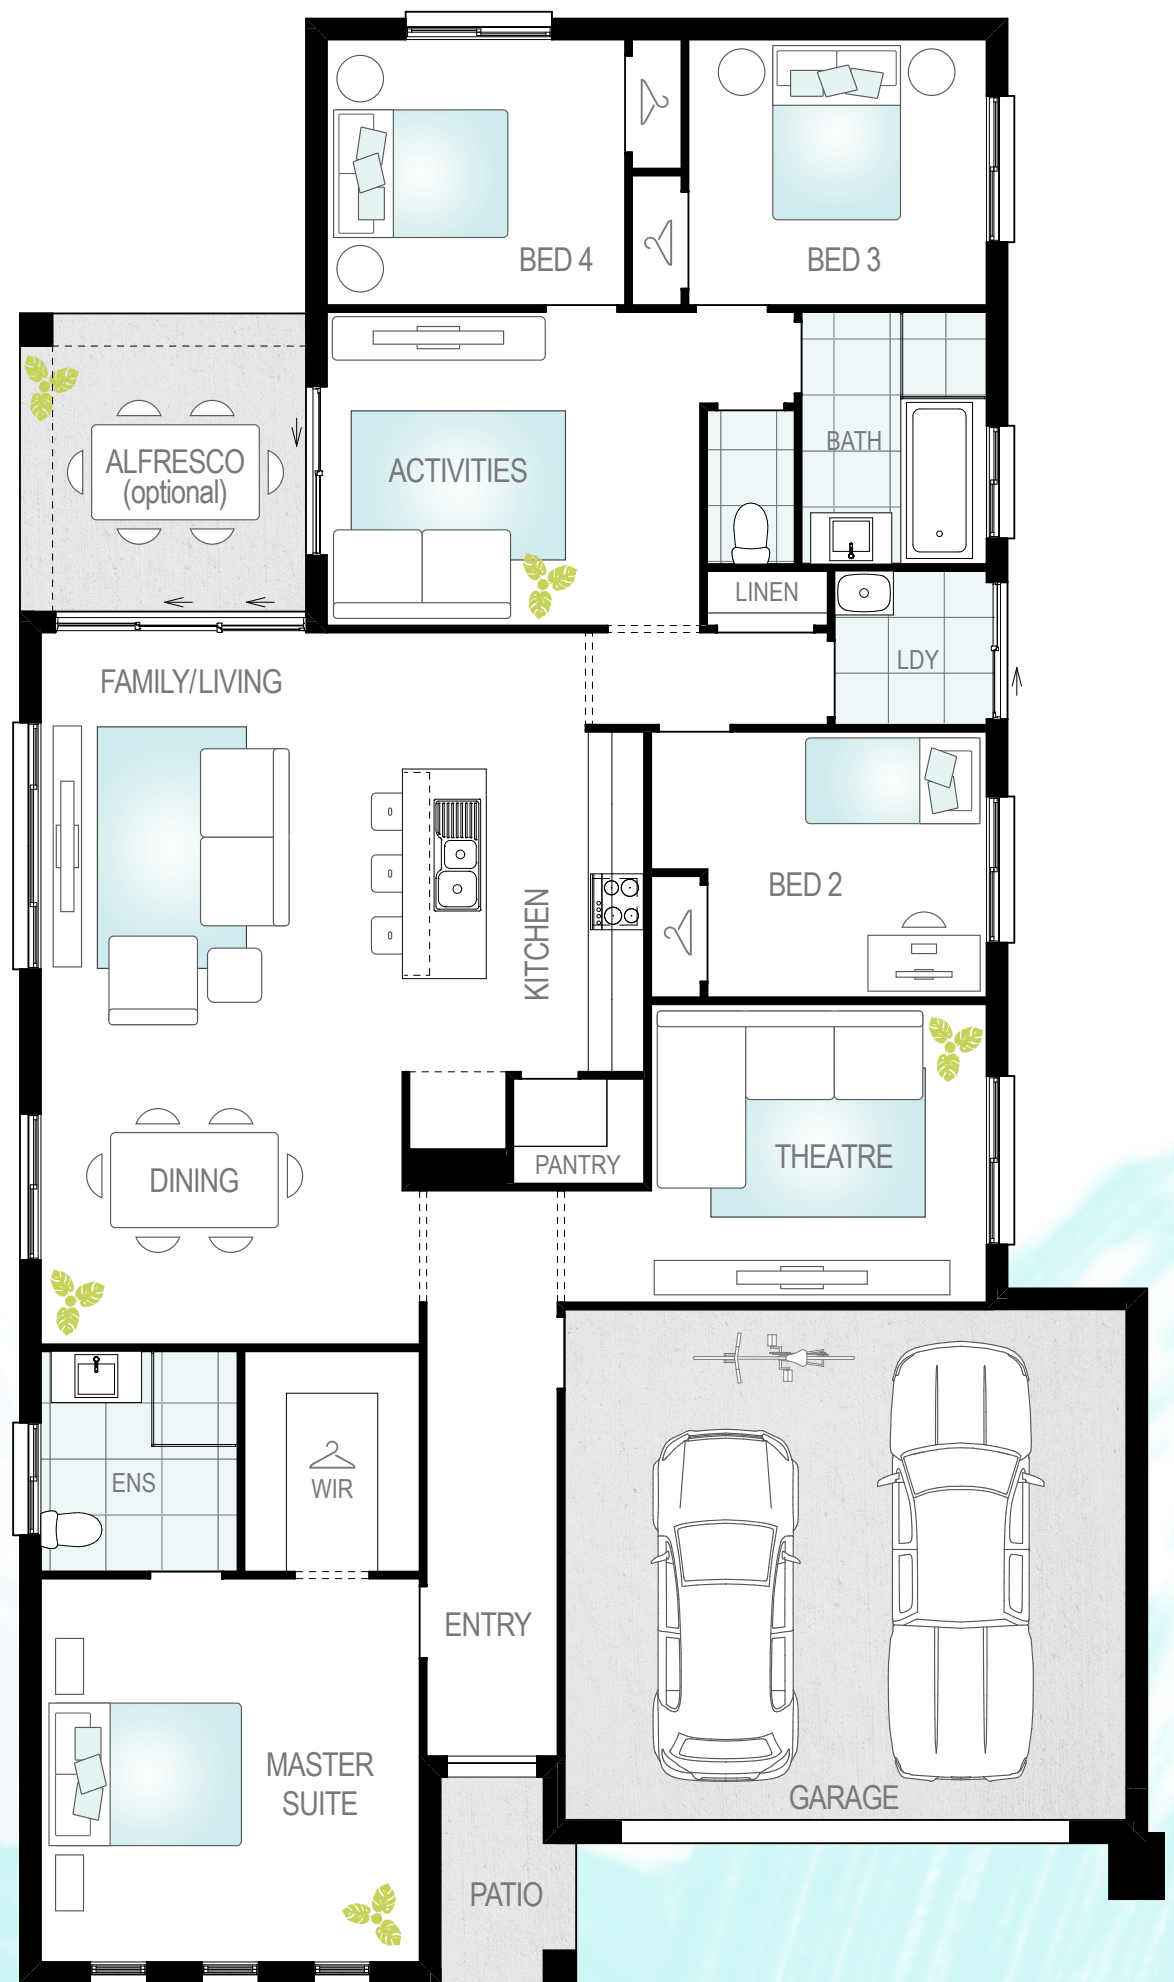 BED 4
BED 3
ALFRESCO
(optional)
ACTIVITIES
BATH
LINEN
LDY
FAMILY/LIVING
BED 2
KITCHEN
PANTRY
THEATRE
DINING
ENS
WIR
ENTRY
MASTER
SUITE
GARAGE
PATIO